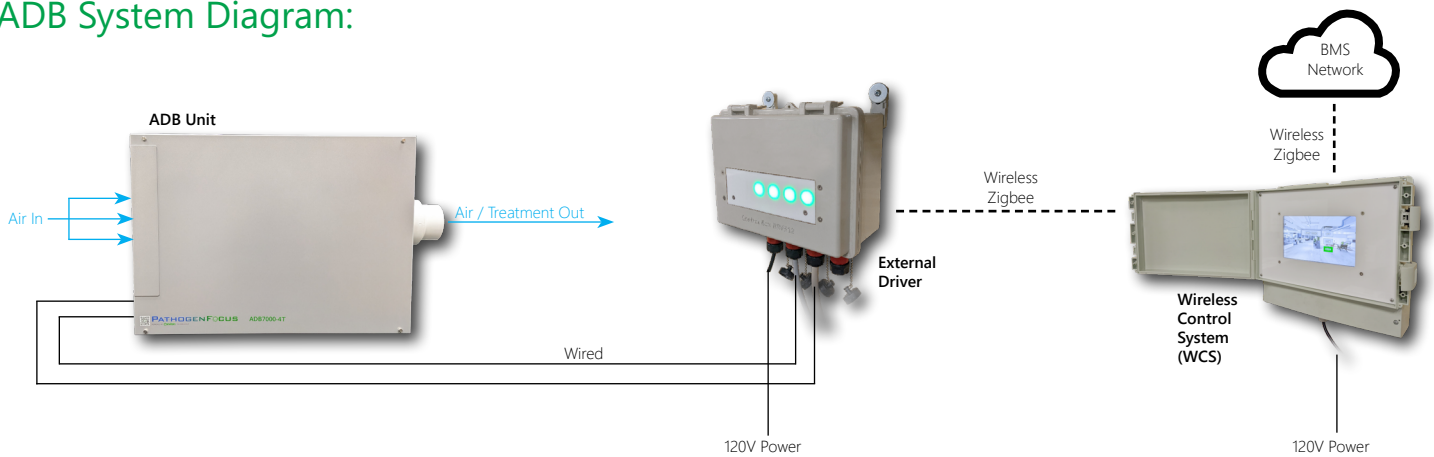 ADB System Diagram:
BMS
Network
ADB Unit
Wireless
Zigbee
Wireless
Zigbee
Air In
Air / Treatment Out
External
Driver
PATHOGENFOCUS ADB7000-4T
Wireless
Control
System
(WCS)
Wired
120V Power
120V Power